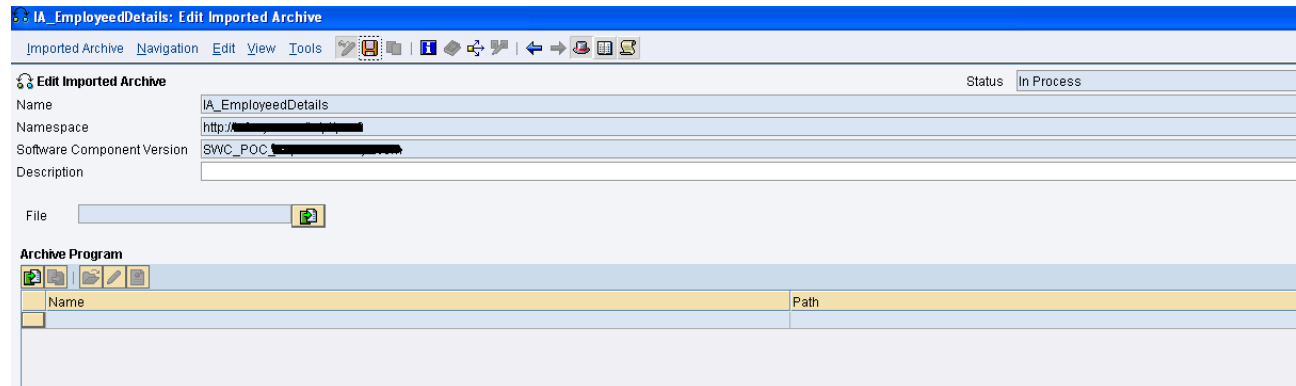 IA_EmployeedDetails: Edit Imported Archive
Imported Archive Navigation Edit View Tools
Edit Imported Archive Status In Process
Name IA_EmployeedDetails
Namespace http://
Software Component Version SWC_POC_
Description
File
Archive Program
Name Path